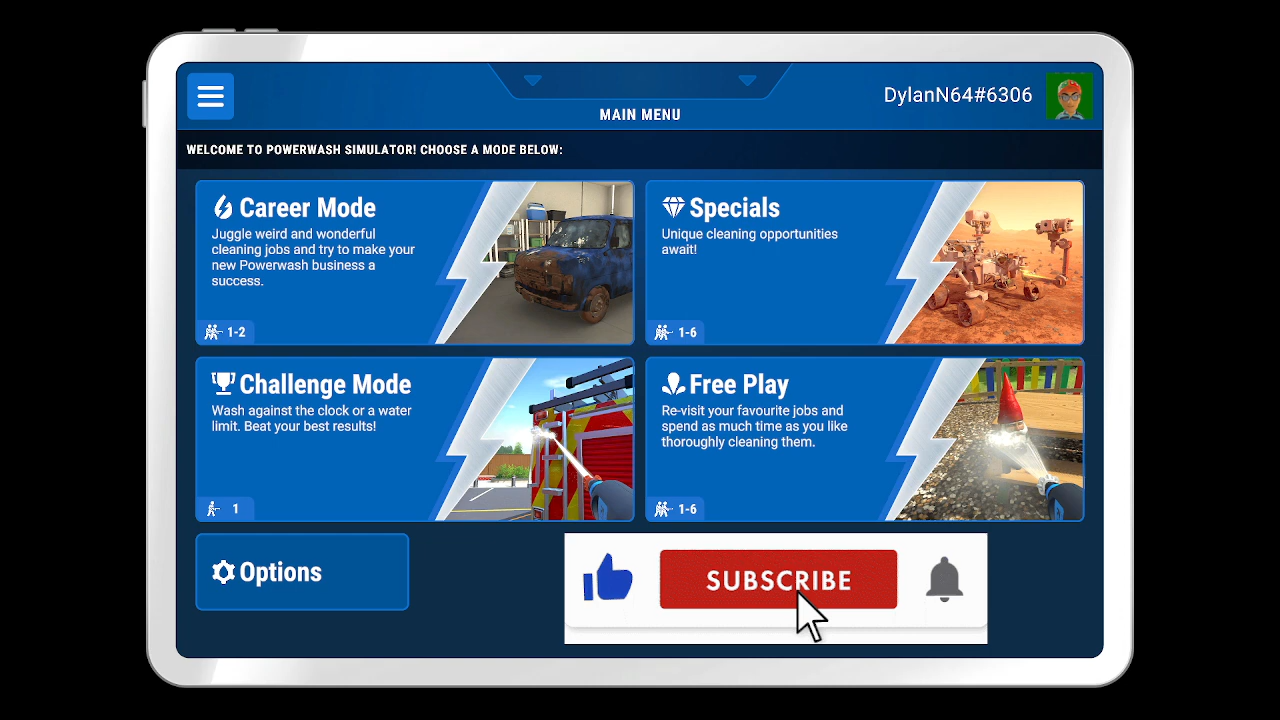 DylanN64#6306
MAIN MENU
WELCOME TO POWERWASH SIMULATOR! CHOOSE A MODE BELOW:
Career Mode
Juggle weird and wonderful
cleaning jobs and try to make your
new Powerwash business a
success.
1-2
Specials
Unique cleaning opportunities
await!
1-6
Challenge Mode
Wash against the clock or a water
limit. Beat your best results!
1
Free Play
Re-visit your favourite jobs and
spend as much time as you like
thoroughly cleaning them.
1-6
Options
SUBSCRIBE